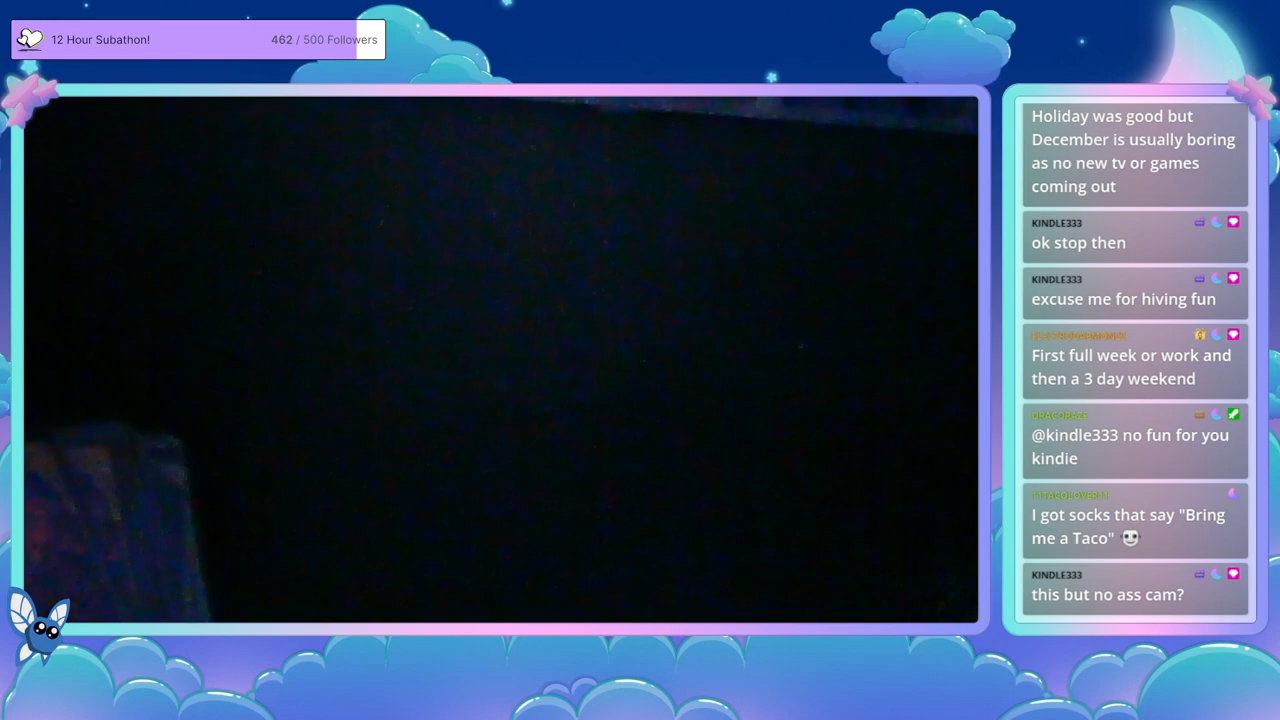 12 Hour Subathon!
462 / 500 Followers
Holiday was good but
December is usually boring
as no new tv or games
coming out
KINDLE333
ok stop then
KINDLE333
excuse me for hiving fun
First full week or work and
then a 3 day weekend
DRACORAZE
@kindle333 no fun for you
kindie
11TACOLOVER11
I got socks that say "Bring
me a Taco"
KINDLE333
this but no ass cam?